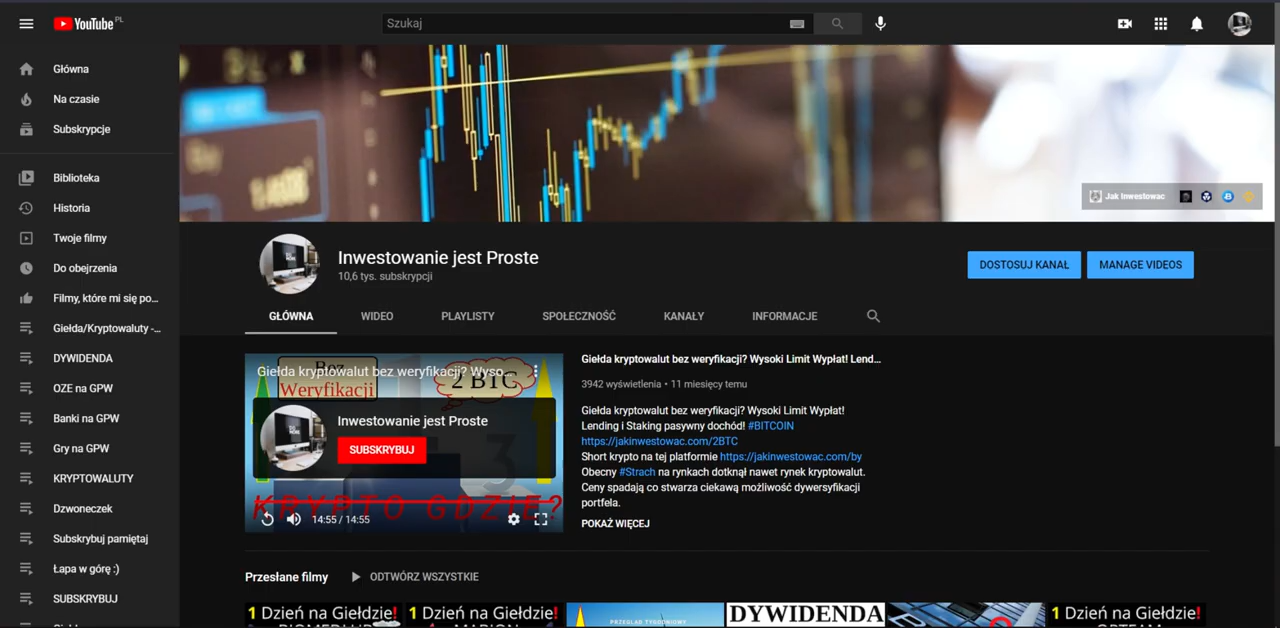 YouTube PL
Szukaj
Główna
Na czasie
Subskrypcje
Biblioteka
Historia
Twoje filmy
Do obejrzenia
Filmy, które mi się po...
Giełda/Kryptowaluty -...
DYWIDENDA
OZE na GPW
Banki na GPW
Gry na GPW
KRYPTOWALUTY
Dzwoneczek
Subskrybuj pamiętaj
Łapa w górę :)
SUBSKRYBUJ
Jak Inwestowac
Inwestowanie jest Proste
10,6 tys. subskrypcji
DOSTOSUJ KANAŁ
MANAGE VIDEOS
GŁÓWNA
WIDEO
PLAYLISTY
SPOŁECZNOŚĆ
KANAŁY
INFORMACJE
Giełda kryptowalut bez weryfikacji? Wyso...
Bez
Weryfikacji
2 BTC
Inwestowanie jest Proste
SUBSKRYBUJ
KRYPTO GDZIE?
14:55 / 14:55
Giełda kryptowalut bez weryfikacji? Wysoki Limit Wypłat! Lend...
3942 wyświetlenia • 11 miesięcy temu
Giełda kryptowalut bez weryfikacji? Wysoki Limit Wypłat!
Lending i Staking pasywny dochód! #BITCOIN
https://jakinwestowac.com/2BTC
Short krypto na tej platformie https://jakinwestowac.com/by
Obecny #Strach na rynkach dotknął nawet rynek kryptowalut.
Ceny spadają co stwarza ciekawą możliwość dywersyfikacji
portfela.
POKAŻ WIĘCEJ
Przesłane filmy
ODTWÓRZ WSZYSTKIE
1 Dzień na Giełdzie!
1 Dzień na Giełdzie!
PRZEGLĄD TYGODNIOWY
DYWIDENDA
1 Dzień na Giełdzie!